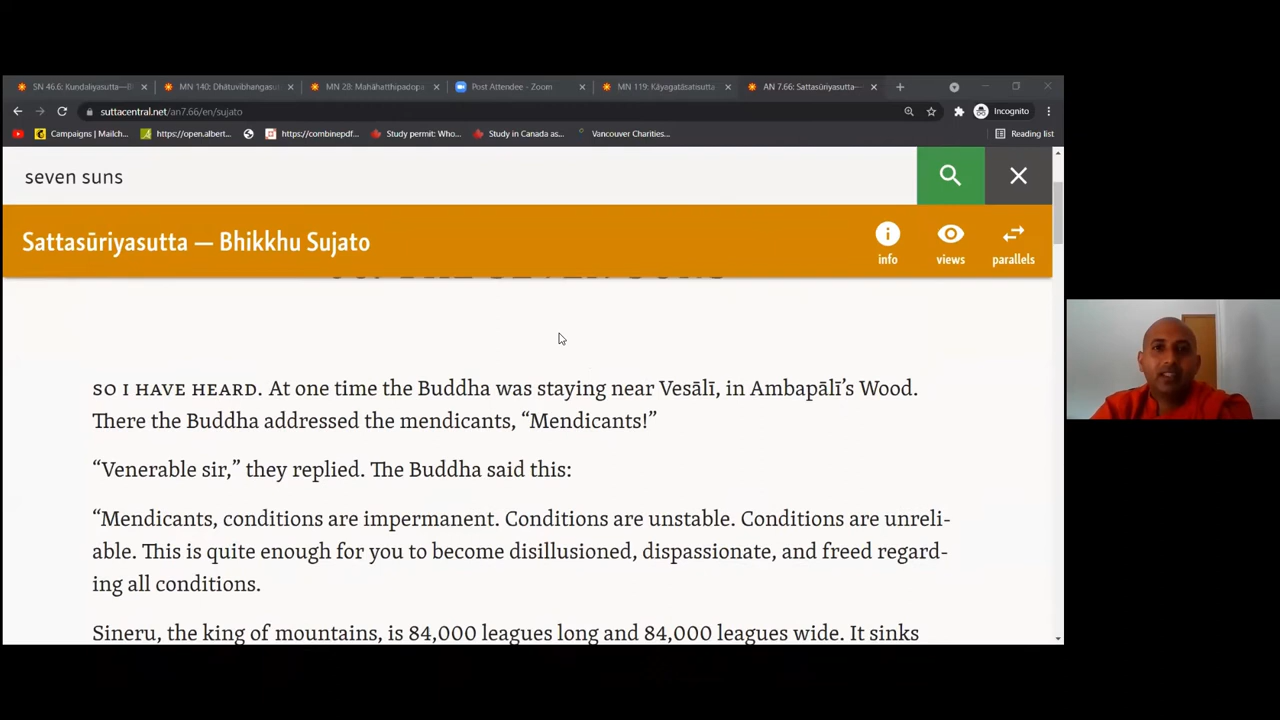 SN 46.6: Kundaliyasutta—B
MN 140: Dhātuvibhaṅgasut
MN 28: Mahāhatthipadopa
Post Attendee - Zoom
MN 119: Kāyagatāsatisutta
AN 7.66: Sattasūriyasutta—
suttacentral.net/an7.66/en/sujato
Incognito
Campaigns | Mailch...
https://open.albert...
https://combinepdf...
Study permit: Who...
Study in Canada as...
Vancouver Charities...
Reading list
seven suns
Sattasūriyasutta — Bhikkhu Sujato
info
views
parallels
SO I HAVE HEARD. At one time the Buddha was staying near Vesālī, in Ambapālī’s Wood.
There the Buddha addressed the mendicants, “Mendicants!”
“Venerable sir,” they replied. The Buddha said this:
“Mendicants, conditions are impermanent. Conditions are unstable. Conditions are unreli-
able. This is quite enough for you to become disillusioned, dispassionate, and freed regard-
ing all conditions.
Sineru, the king of mountains, is 84,000 leagues long and 84,000 leagues wide. It sinks